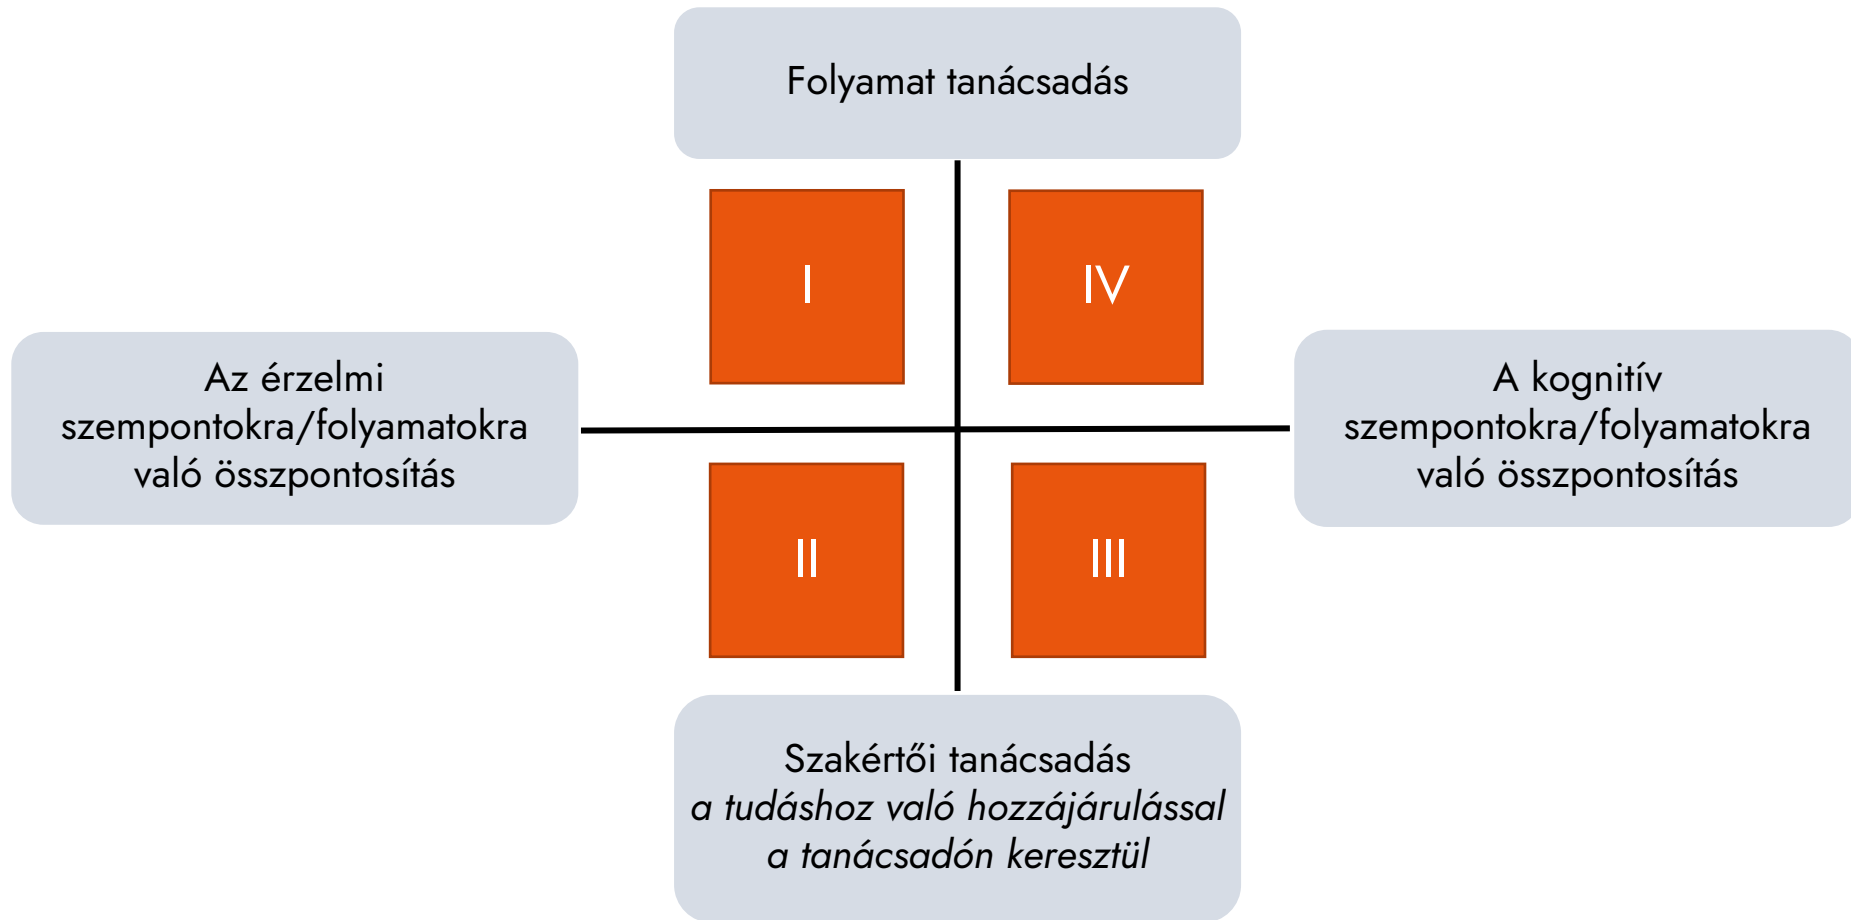 Folyamat tanácsadás
I
IV
Az érzelmi
szempontokra/folyamatokra
való összpontosítás
A kognitív
szempontokra/folyamatokra
való összpontosítás
II
III
Szakértői tanácsadás
a tudáshoz való hozzájárulással
a tanácsadón keresztül